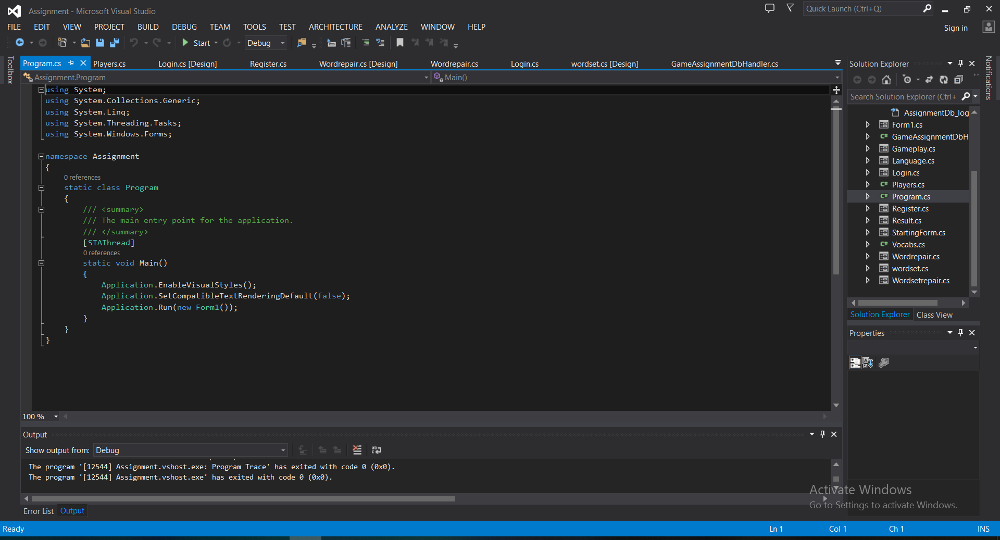 Assignment - Microsoft Visual Studio
Quick Launch (Ctrl+Q)
FILE EDIT VIEW PROJECT BUILD DEBUG TEAM TOOLS TEST ARCHITECTURE ANALYZE WINDOW HELP
Sign in
Start Debug
Toolbox
Program.cs Players.cs Login.cs [Design] Register.cs Wordrepair.cs [Design] Wordrepair.cs Login.cs wordset.cs [Design] GameAssignmentDbHandler.cs
Assignment.Program Main()
using System;
using System.Collections.Generic;
using System.Linq;
using System.Threading.Tasks;
using System.Windows.Forms;
namespace Assignment
{
0 references
static class Program
{
/// <summary>
/// The main entry point for the application.
/// </summary>
[STAThread]
0 references
static void Main()
{
Application.EnableVisualStyles();
Application.SetCompatibleTextRenderingDefault(false);
Application.Run(new Form1());
}
}
}
100 %
Output
Show output from: Debug
The program '[12544] Assignment.vshost.exe: Program Trace' has exited with code 0 (0x0).
The program '[12544] Assignment.vshost.exe' has exited with code 0 (0x0).
Error List Output
Solution Explorer
Search Solution Explorer (Ctrl+
AssignmentDb_log
Form1.cs
C# GameAssignmentDbH
Gameplay.cs
Language.cs
Login.cs
C# Players.cs
C# Program.cs
Register.cs
Result.cs
StartingForm.cs
C# Vocabs.cs
Wordrepair.cs
wordset.cs
Wordsetrepair.cs
Solution Explorer Class View
Properties
Notifications
Activate Windows
Go to Settings to activate Windows.
Ready Ln 1 Col 1 Ch 1 INS